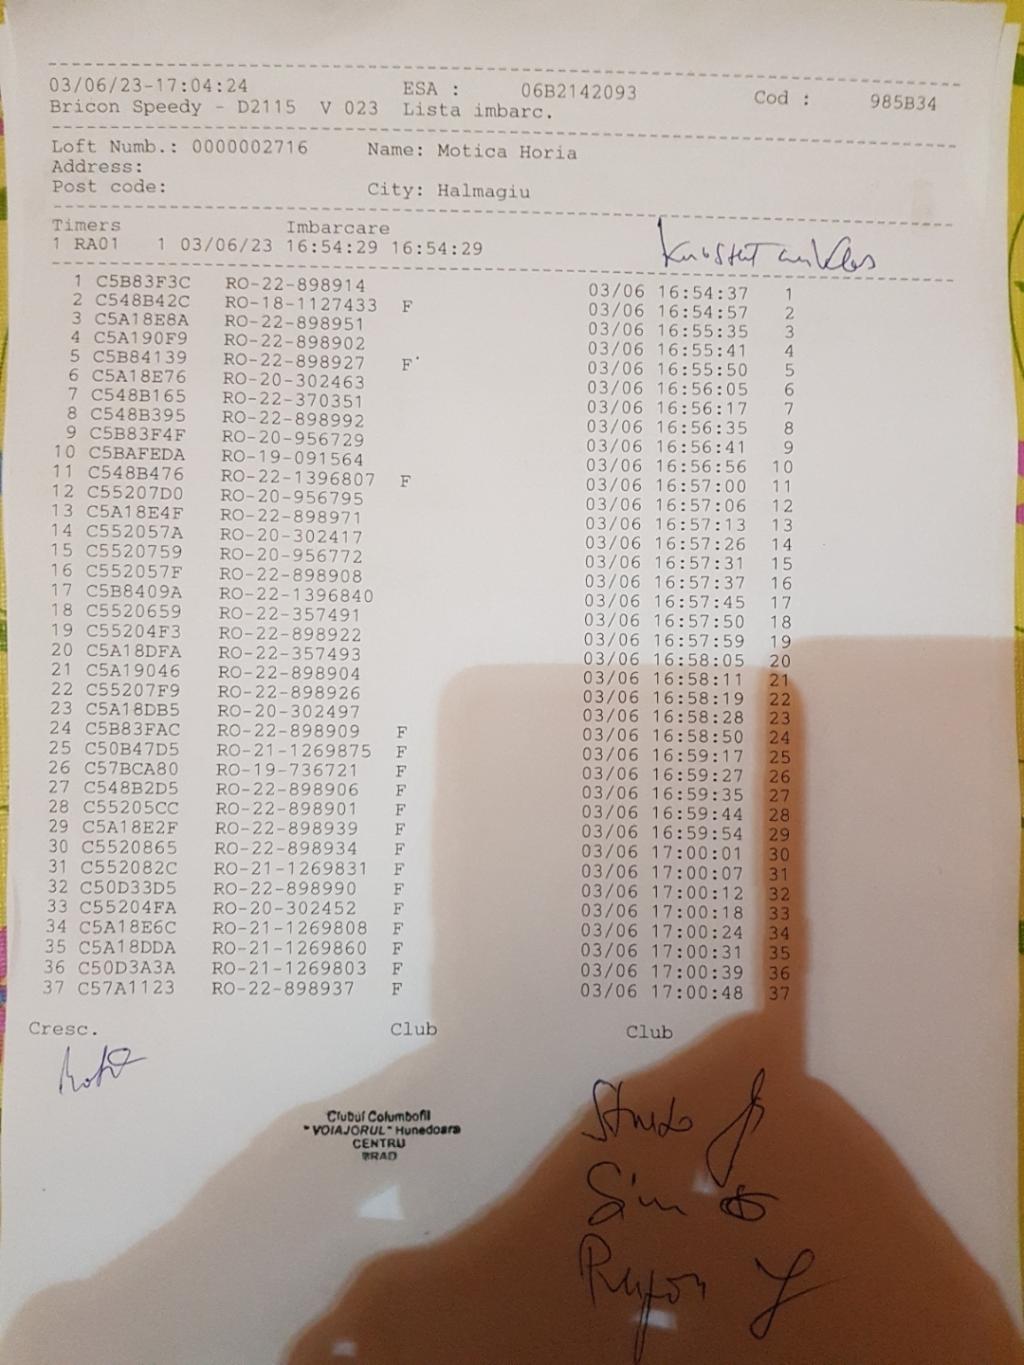 03/06/23-17:04:24 ESA : 06B2142093 Cod : 985B34
Bricon Speedy - D2115 V 023 Lista imbarc.
Loft Numb.: 0000002716 Name: Motica Horia
Address:
Post code: City: Halmagiu
Timers Imbarcare
1 RA01 1 03/06/23 16:54:29 16:54:29
1 C5B83F3C RO-22-898914 03/06 16:54:37 1
2 C548B42C RO-18-1127433 F 03/06 16:54:57 2
3 C5A18E8A RO-22-898951 03/06 16:55:35 3
4 C5A190F9 RO-22-898902 03/06 16:55:41 4
5 C5B84139 RO-22-898927 F 03/06 16:55:50 5
6 C5A18E76 RO-20-302463 03/06 16:56:05 6
7 C548B165 RO-22-370351 03/06 16:56:17 7
8 C548B395 RO-22-898992 03/06 16:56:35 8
9 C5B83F4F RO-20-956729 03/06 16:56:41 9
10 C5BAFEDA RO-19-091564 03/06 16:56:56 10
11 C548B476 RO-22-1396807 F 03/06 16:57:00 11
12 C55207D0 RO-20-956795 03/06 16:57:06 12
13 C5A18E4F RO-22-898971 03/06 16:57:13 13
14 C552057A RO-20-302417 03/06 16:57:26 14
15 C5520759 RO-20-956772 03/06 16:57:31 15
16 C552057F RO-22-898908 03/06 16:57:37 16
17 C5B8409A RO-22-1396840 03/06 16:57:45 17
18 C5520659 RO-22-357491 03/06 16:57:50 18
19 C55204F3 RO-22-898922 03/06 16:57:59 19
20 C5A18DFA RO-22-357493 03/06 16:58:05 20
21 C5A19046 RO-22-898904 03/06 16:58:11 21
22 C55207F9 RO-22-898926 03/06 16:58:19 22
23 C5A18DB5 RO-20-302497 03/06 16:58:28 23
24 C5B83FAC RO-22-898909 F 03/06 16:58:50 24
25 C50B47D5 RO-21-1269875 F 03/06 16:59:17 25
26 C57BCA80 RO-19-736721 F 03/06 16:59:27 26
27 C548B2D5 RO-22-898906 F 03/06 16:59:35 27
28 C55205CC RO-22-898901 F 03/06 16:59:44 28
29 C5A18E2F RO-22-898939 F 03/06 16:59:54 29
30 C5520865 RO-22-898934 F 03/06 17:00:01 30
31 C552082C RO-21-1269831 F 03/06 17:00:07 31
32 C50D33D5 RO-22-898990 F 03/06 17:00:12 32
33 C55204FA RO-20-302452 F 03/06 17:00:18 33
34 C5A18E6C RO-21-1269808 F 03/06 17:00:24 34
35 C5A18DDA RO-21-1269860 F 03/06 17:00:31 35
36 C50D3A3A RO-21-1269803 F 03/06 17:00:39 36
37 C57A1123 RO-22-898937 F 03/06 17:00:48 37
Cresc. Club Club
Clubul Columbofil
"VOIAJORUL" Hunedoara
CENTRU
BRAD